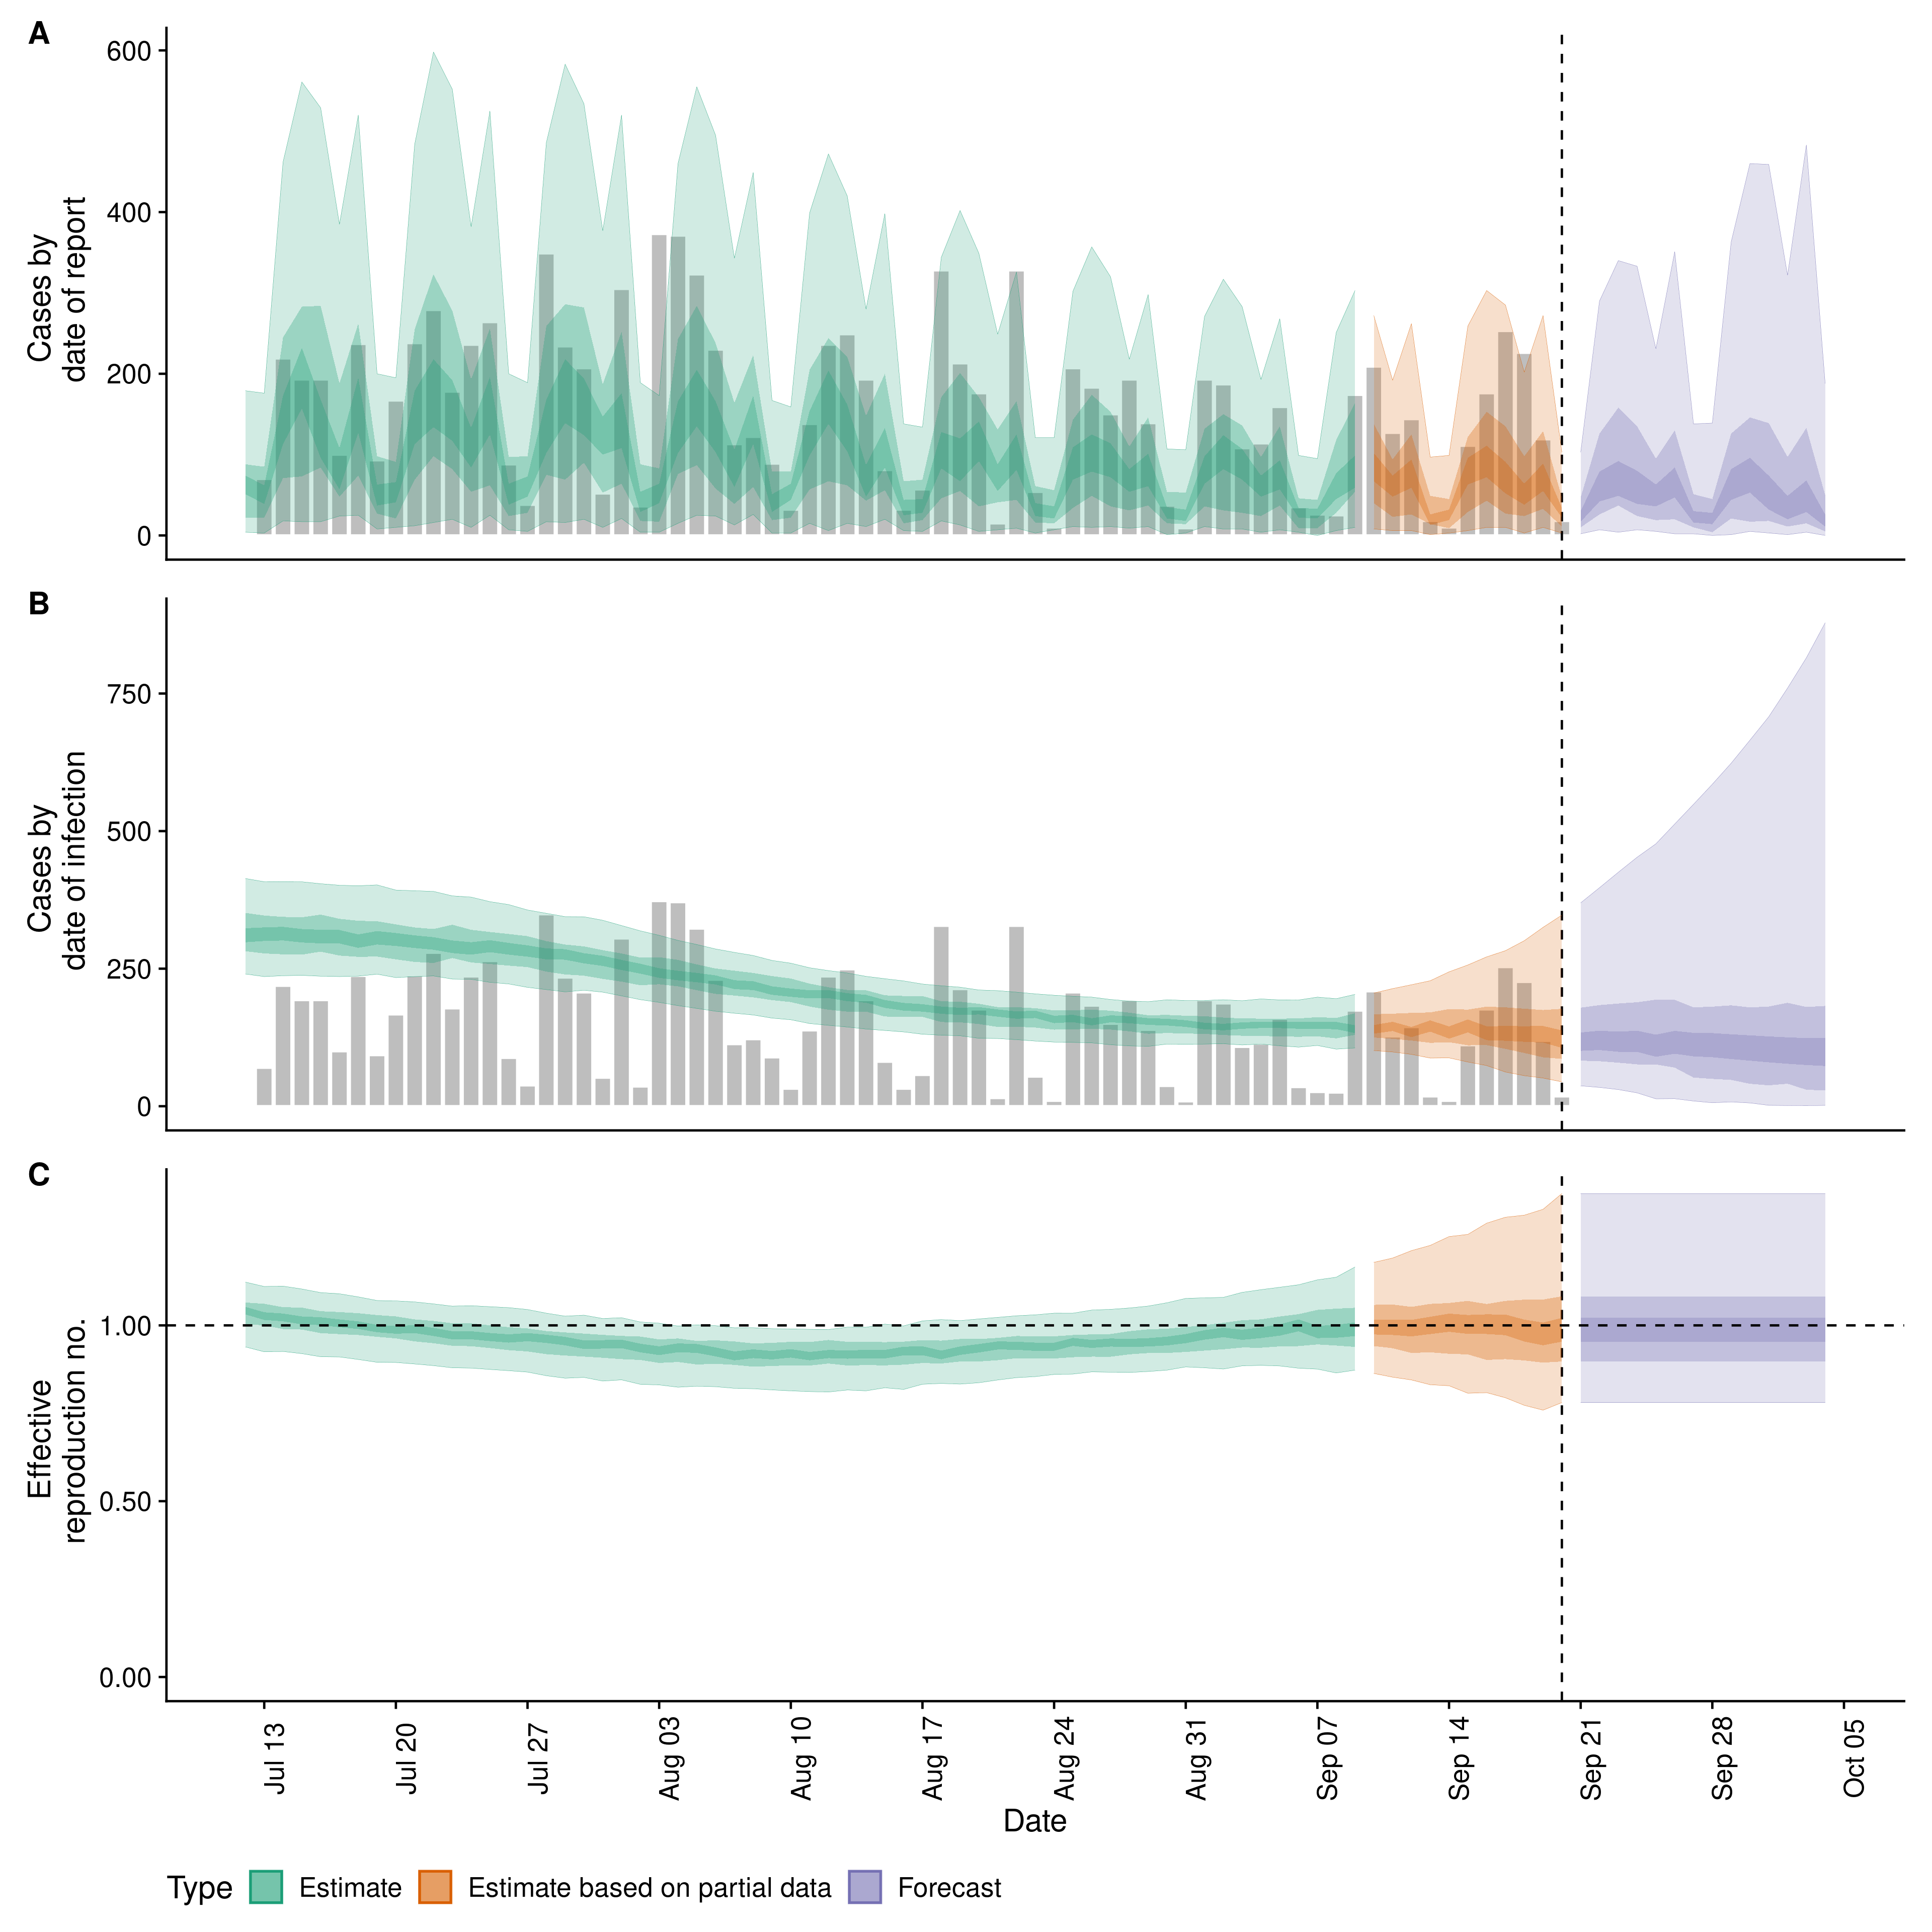 A
600
400
200
0
Cases by
date of report
B
750
500
250
0
Cases by
date of infection
C
1.00
0.50
0.00
Effective
reproduction no.
Jul 13
Jul 20
Jul 27
Aug 03
Aug 10
Aug 17
Aug 24
Aug 31
Sep 07
Sep 14
Sep 21
Sep 28
Oct 05
Date
Type Estimate Estimate based on partial data Forecast